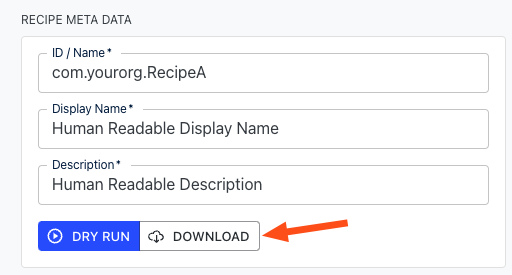 RECIPE META DATA
ID / Name*
com.yourorg.RecipeA
Display Name*
Human Readable Display Name
Description*
Human Readable Description
DRY RUN DOWNLOAD